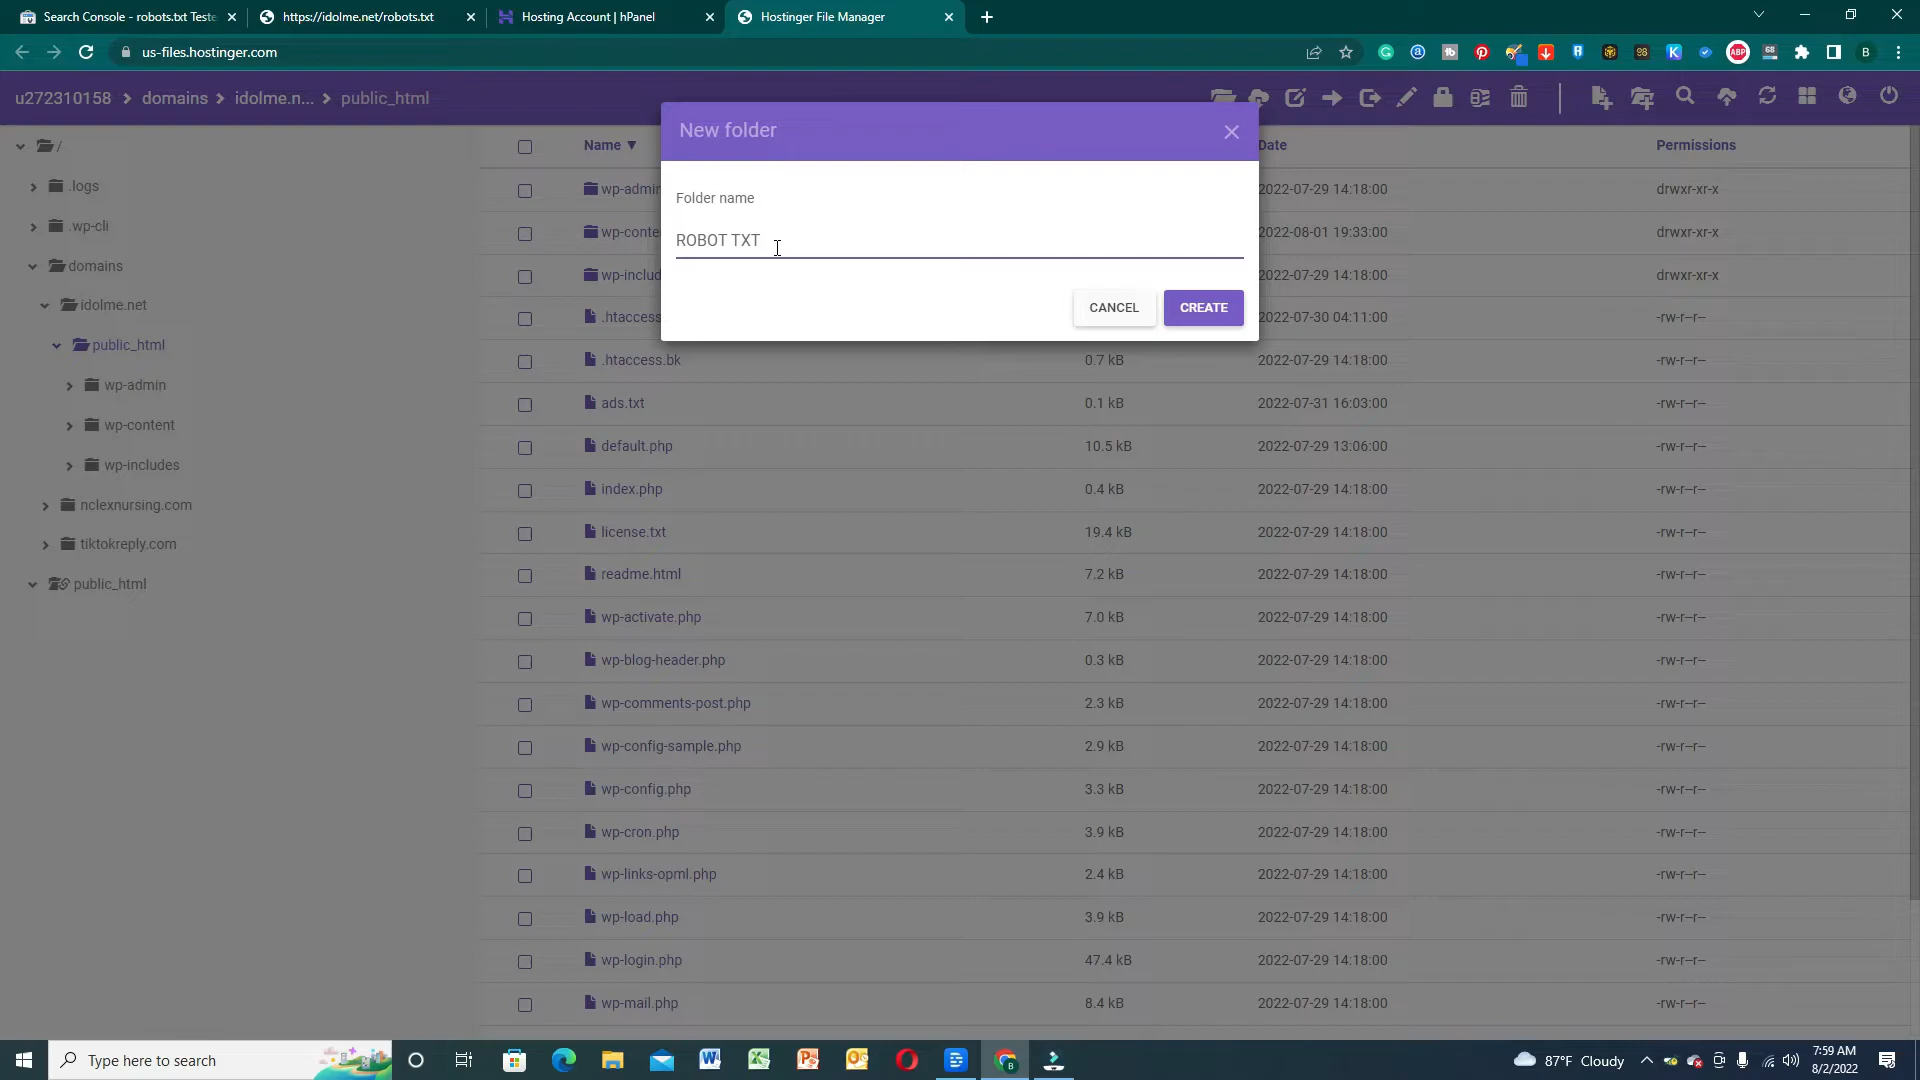 Search Console - robots.txt Teste
https://idolme.net/robots.txt
Hosting Account | hPanel
Hostinger File Manager
us-files.hostinger.com
u272310158 > domains > idolme.n... > public_html
New folder
Folder name
ROBOT TXT
CANCEL
CREATE
/
.logs
.wp-cli
domains
idolme.net
public_html
wp-admin
wp-content
wp-includes
nclexnursing.com
tiktokreply.com
public_html
Name ▼ Date Permissions
wp-admin 2022-07-29 14:18:00 drwxr-xr-x
wp-conte 2022-08-01 19:33:00 drwxr-xr-x
wp-includ 2022-07-29 14:18:00 drwxr-xr-x
.htaccess 2022-07-30 04:11:00 -rw-r--r--
.htaccess.bk 0.7 kB 2022-07-29 14:18:00 -rw-r--r--
ads.txt 0.1 kB 2022-07-31 16:03:00 -rw-r--r--
default.php 10.5 kB 2022-07-29 13:06:00 -rw-r--r--
index.php 0.4 kB 2022-07-29 14:18:00 -rw-r--r--
license.txt 19.4 kB 2022-07-29 14:18:00 -rw-r--r--
readme.html 7.2 kB 2022-07-29 14:18:00 -rw-r--r--
wp-activate.php 7.0 kB 2022-07-29 14:18:00 -rw-r--r--
wp-blog-header.php 0.3 kB 2022-07-29 14:18:00 -rw-r--r--
wp-comments-post.php 2.3 kB 2022-07-29 14:18:00 -rw-r--r--
wp-config-sample.php 2.9 kB 2022-07-29 14:18:00 -rw-r--r--
wp-config.php 3.3 kB 2022-07-29 14:18:00 -rw-r--r--
wp-cron.php 3.9 kB 2022-07-29 14:18:00 -rw-r--r--
wp-links-opml.php 2.4 kB 2022-07-29 14:18:00 -rw-r--r--
wp-load.php 3.9 kB 2022-07-29 14:18:00 -rw-r--r--
wp-login.php 47.4 kB 2022-07-29 14:18:00 -rw-r--r--
wp-mail.php 8.4 kB 2022-07-29 14:18:00 -rw-r--r--
Type here to search
87°F Cloudy
7:59 AM
8/2/2022